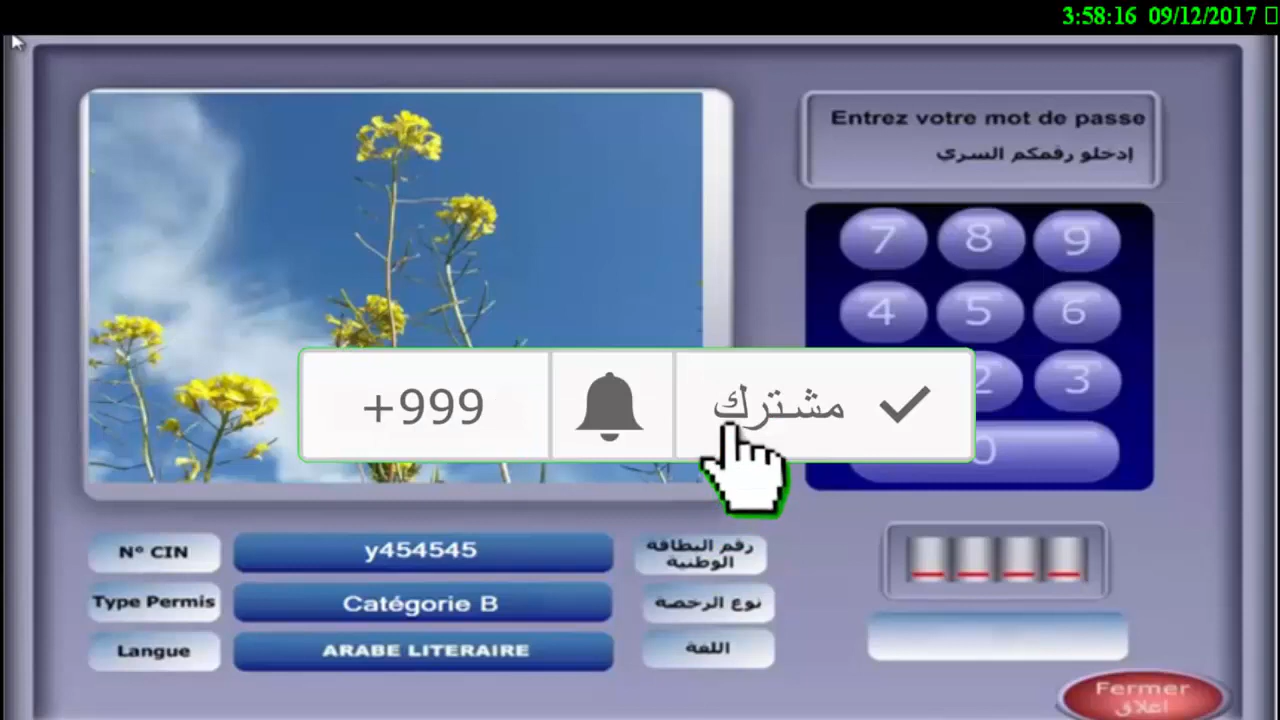 3:58:16 09/12/2017
Entrez votre mot de passe
إدخلو رقمكم السري
7 8 9
4 5 6
2 3
0
+999 مشترك
N° CIN y454545 رقم البطاقة
الوطنية
Type Permis Catégorie B نوع الرخصة
Langue ARABE LITERAIRE اللغة
Fermer
اغلاق